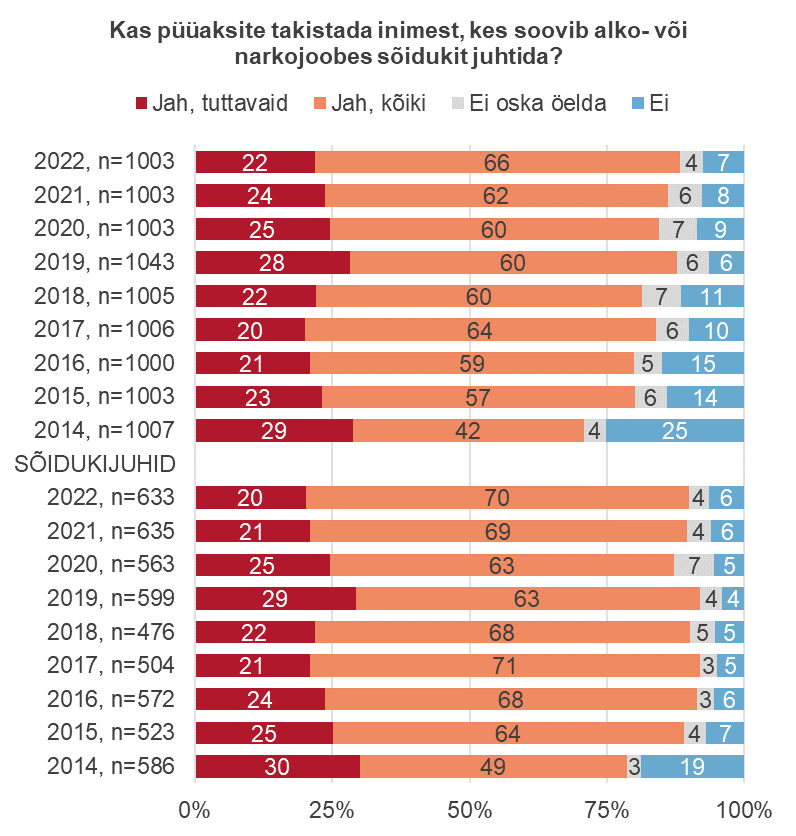 Kas püüaksite takistada inimest, kes soovib alko- või
narkojoobes sõidukit juhtida?
Jah, tuttavaid Jah, kõiki Ei oska öelda Ei
2022, n=1003 22 66 4 7
2021, n=1003 24 62 6 8
2020, n=1003 25 60 7 9
2019, n=1043 28 60 6 6
2018, n=1005 22 60 7 11
2017, n=1006 20 64 6 10
2016, n=1000 21 59 5 15
2015, n=1003 23 57 6 14
2014, n=1007 29 42 4 25
SÕIDUKIJUHID
2022, n=633 20 70 4 6
2021, n=635 21 69 4 6
2020, n=563 25 63 7 5
2019, n=599 29 63 4 4
2018, n=476 22 68 5 5
2017, n=504 21 71 3 5
2016, n=572 24 68 3 6
2015, n=523 25 64 4 7
2014, n=586 30 49 3 19
0% 25% 50% 75% 100%